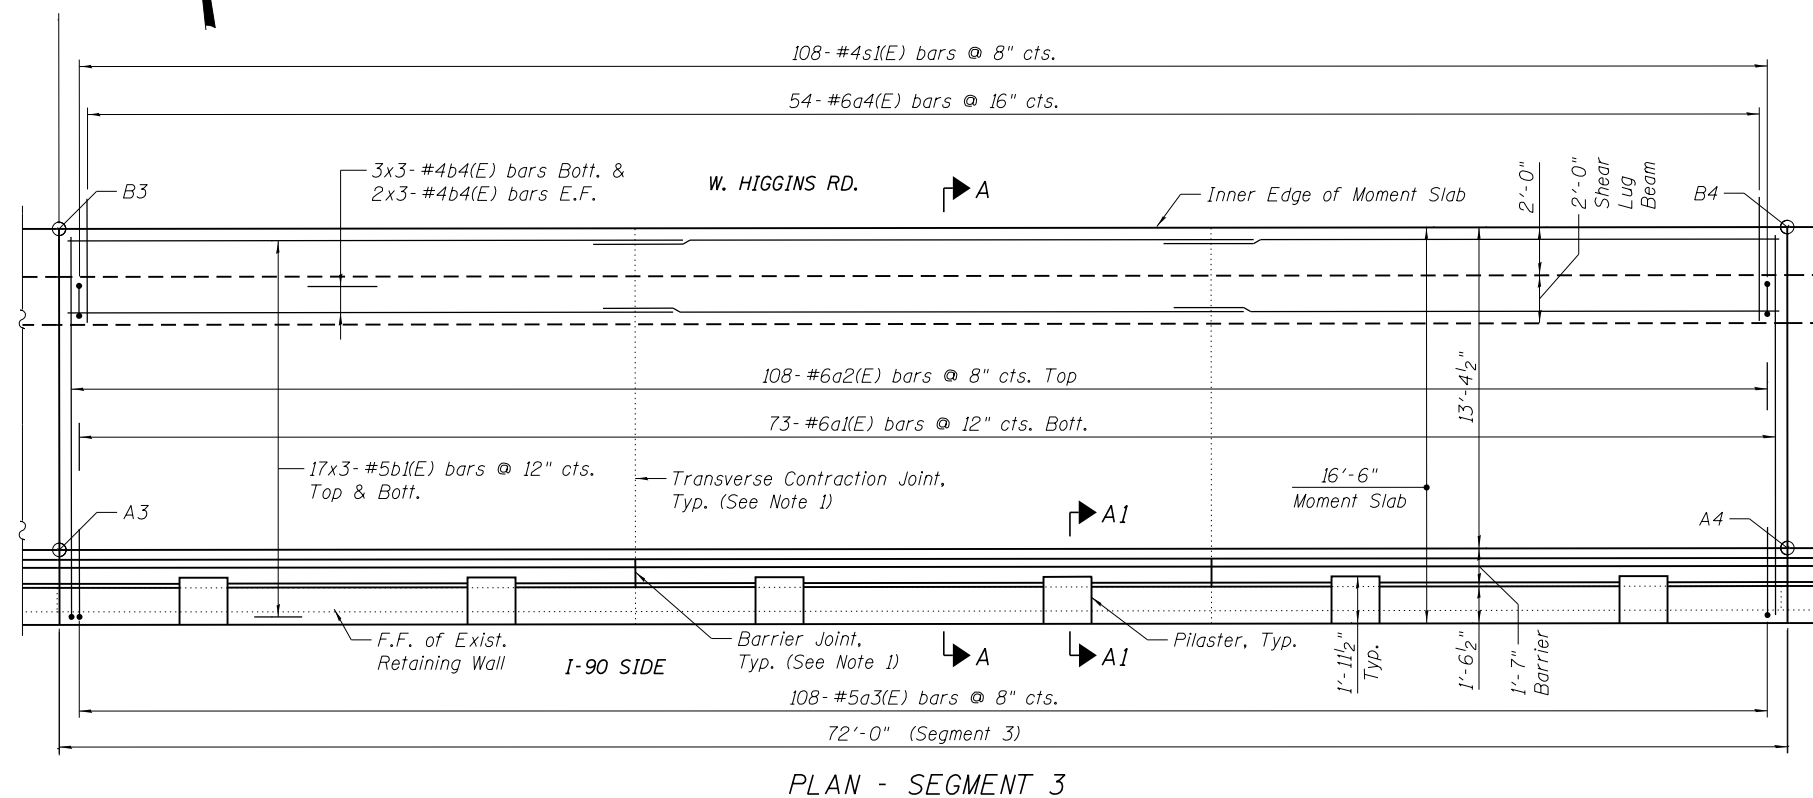 108- #4s1(E) bars @ 8" cts.
54- #6a4(E) bars @ 16" cts.
3x3- #4b4(E) bars Bott. &
2x3- #4b4(E) bars E.F.
W. HIGGINS RD.
A
Inner Edge of Moment Slab
2'-0"
2'-0"
Shear
Lug
Beam
B3
B4
108- #6a2(E) bars @ 8" cts. Top
13'-4½"
73- #6a1(E) bars @ 12" cts. Bott.
17x3- #5b1(E) bars @ 12" cts.
Top & Bott.
Transverse Contraction Joint,
Typ. (See Note 1)
16'-6"
Moment Slab
A3
A1
A4
F.F. of Exist.
Retaining Wall
I-90 SIDE
Barrier Joint,
Typ. (See Note 1)
A
A1
Pilaster, Typ.
1'-11½"
Typ.
1'-6½"
1'-7"
Barrier
108- #5a3(E) bars @ 8" cts.
72'-0" (Segment 3)
PLAN - SEGMENT 3